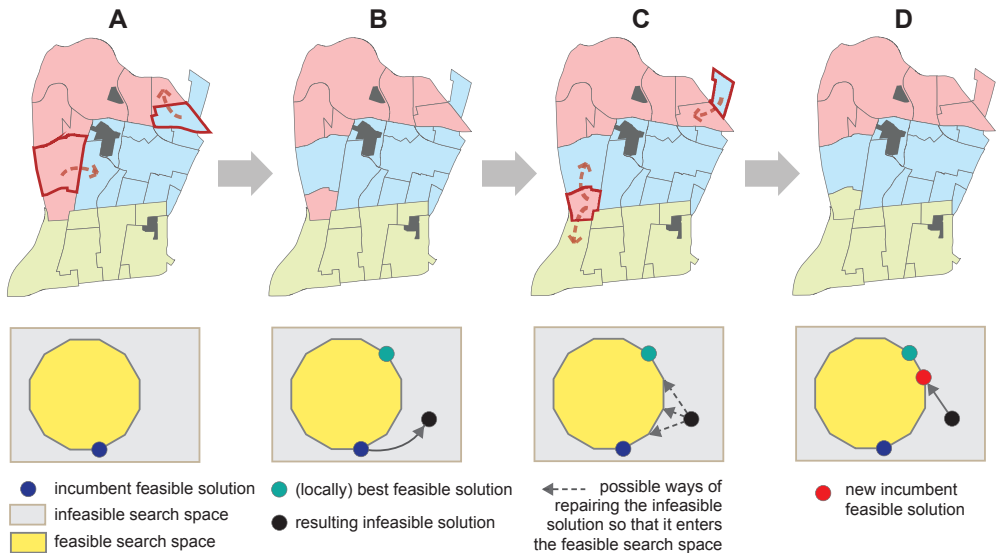 A
B
C
D
incumbent feasible solution
infeasible search space
feasible search space
(locally) best feasible solution
resulting infeasible solution
possible ways of
repairing the infeasible
solution so that it enters
the feasible search space
new incumbent
feasible solution